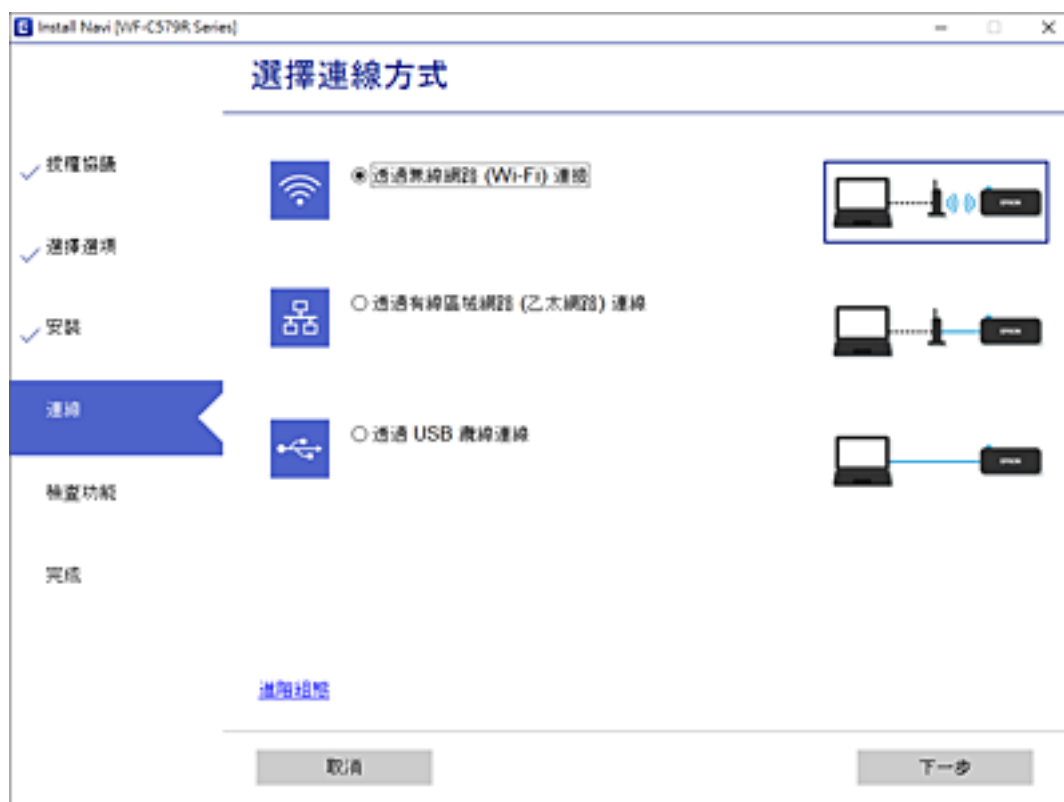 Install Navi [WF-C579R Series]
選擇連線方式
授權協議
選擇選項
安裝
連線
檢查功能
完成
透過無線網路 (Wi-Fi) 連線
透過有線區域網路 (乙太網路) 連線
透過 USB 纜線連線
EPSON
EPSON
EPSON
進階組態
取消
下一步